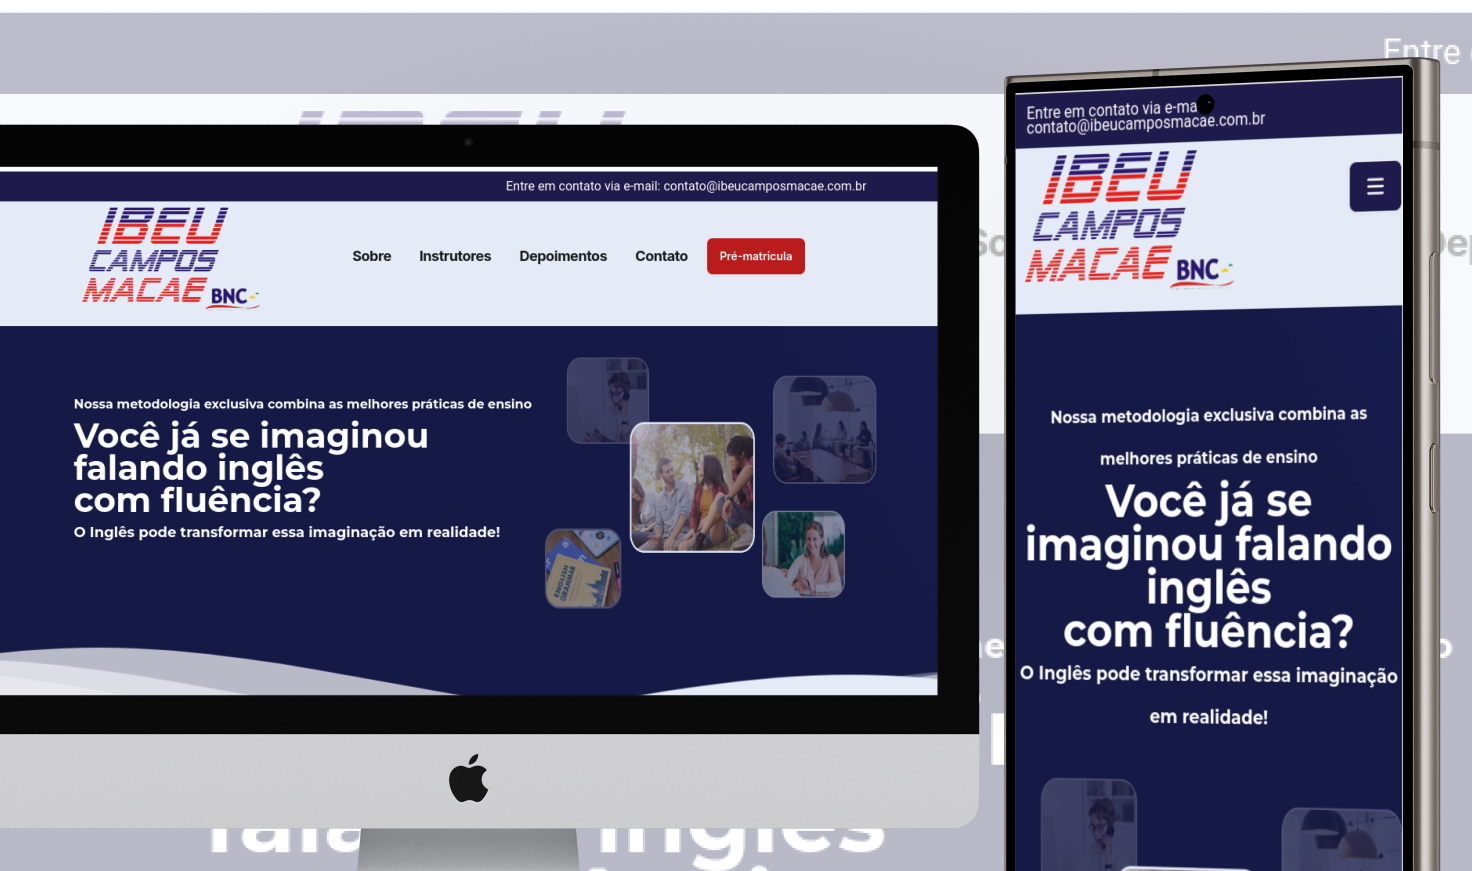 Entre
IBEU
Entre em contato via e-mail: contato@ibeucamposmacae.com.br
IBEU
CAMPOS
MACAE BNC
Sobre Instrutores Depoimentos Contato Pré-matricula
Nossa metodologia exclusiva combina as melhores práticas de ensino
Você já se imaginou
falando inglês
com fluência?
O Inglês pode transformar essa imaginação em realidade!
ENGLISH
GRAMMAR
Entre em contato via e-ma
contato@ibeucamposmacae.com.br
IBEU
CAMPOS
MACAE BNC
Nossa metodologia exclusiva combina as
melhores práticas de ensino
Você já se
imaginou falando
inglês
com fluência?
O Inglês pode transformar essa imaginação
em realidade!
inglês